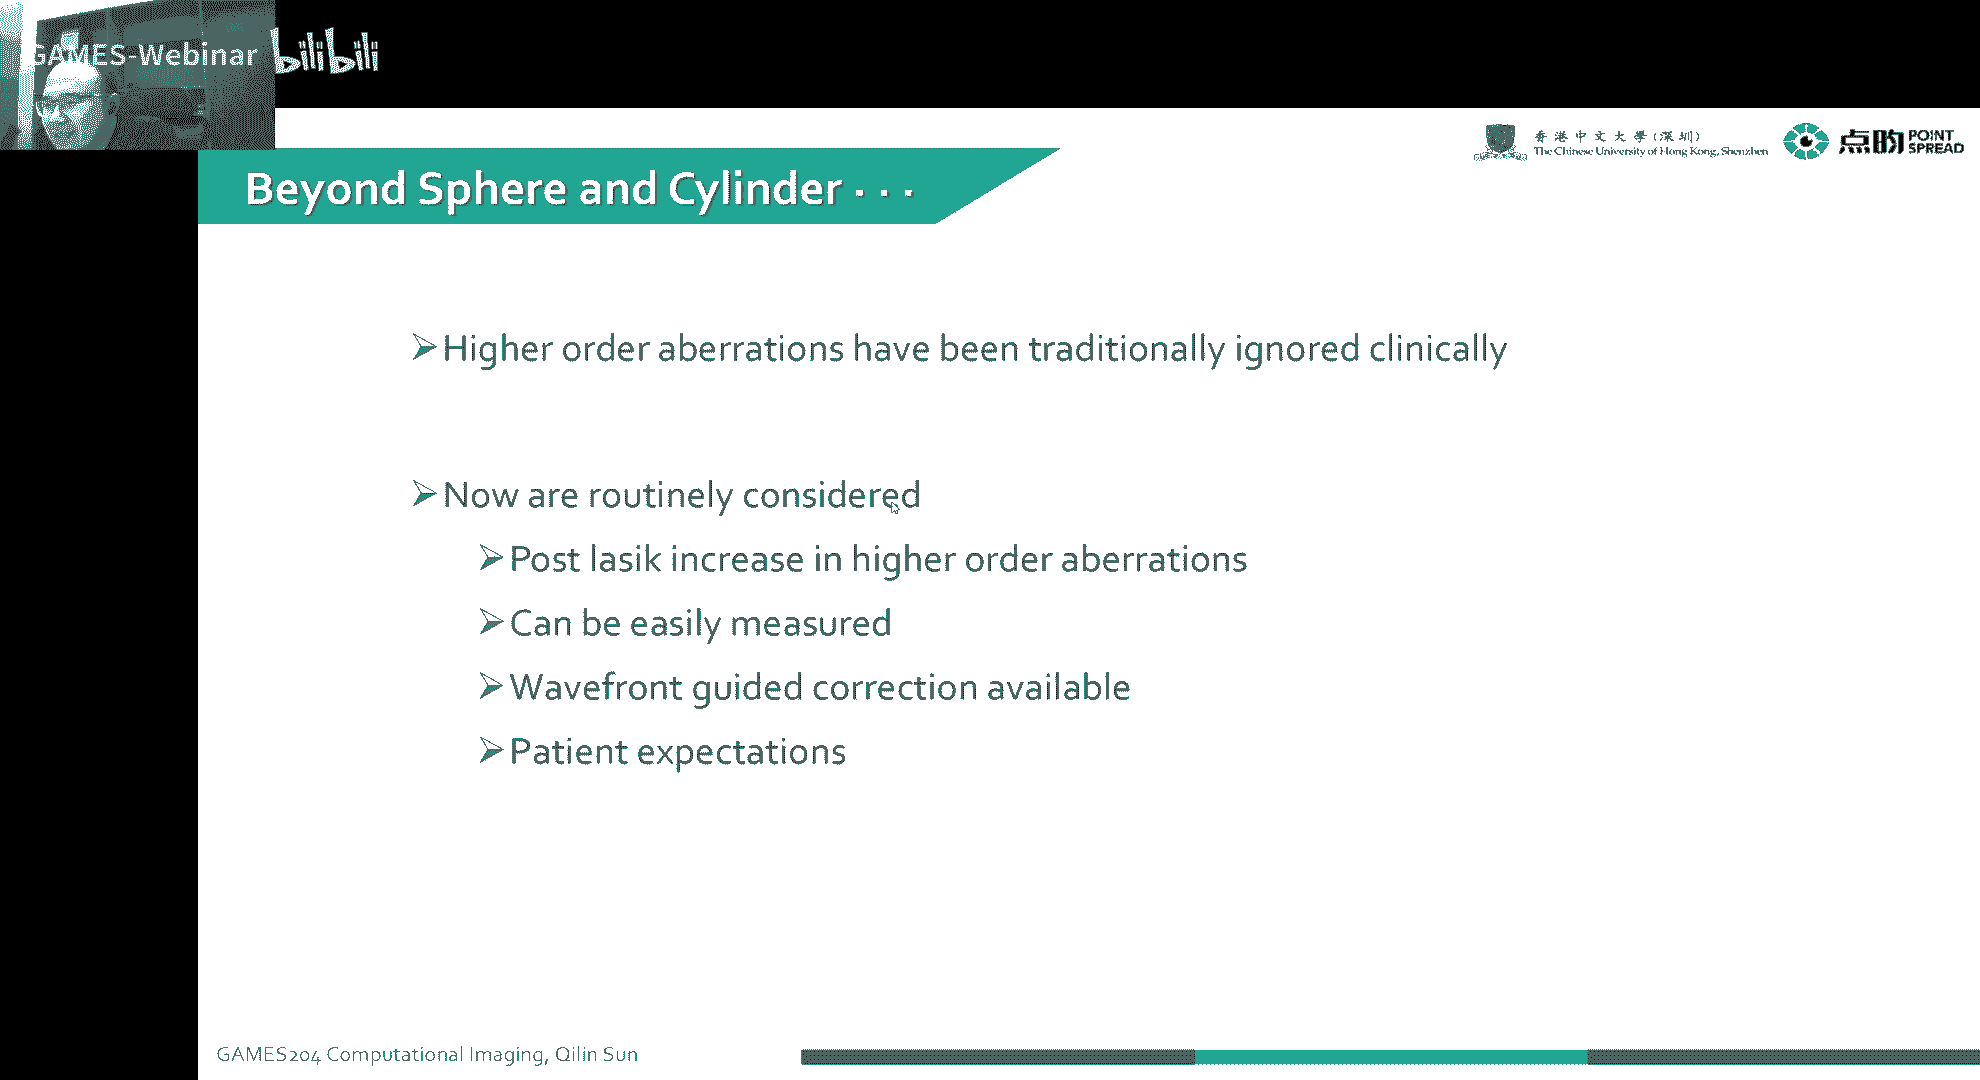 GAMES-Webinar
bilibili
香港中文大學(深圳)
The Chinese University of Hong Kong, Shenzhen
点昀
POINT
SPREAD
Beyond Sphere and Cylinder · · ·
Higher order aberrations have been traditionally ignored clinically
Now are routinely considered
Post lasik increase in higher order aberrations
Can be easily measured
Wavefront guided correction available
Patient expectations
GAMES204 Computational Imaging, Qilin Sun